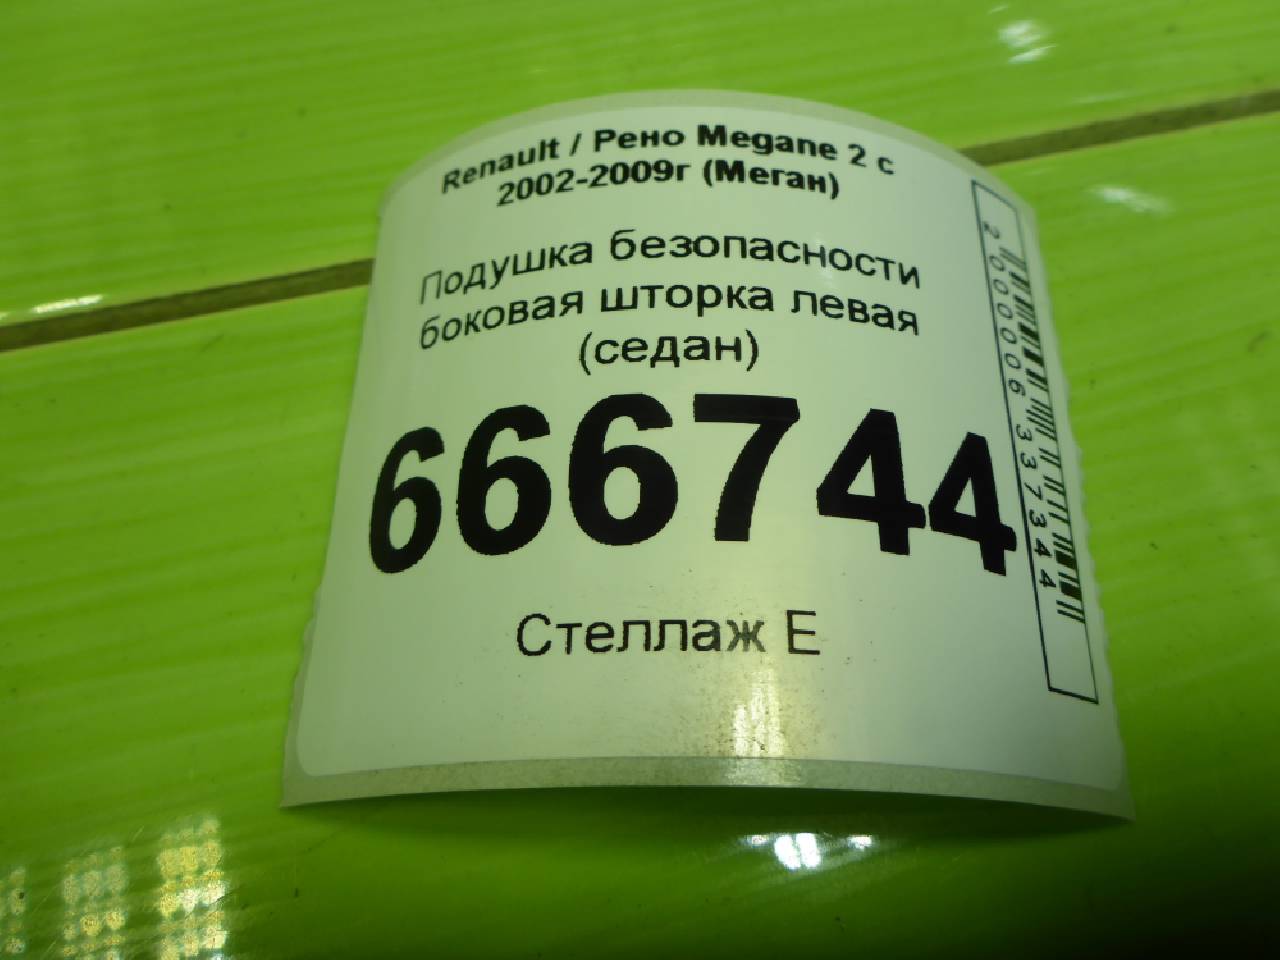 Renault / Рено Megane 2 с
2002-2009г (Меган)
Подушка безопасности
боковая шторка левая
(седан)
666744
Стеллаж Е
2000006337344